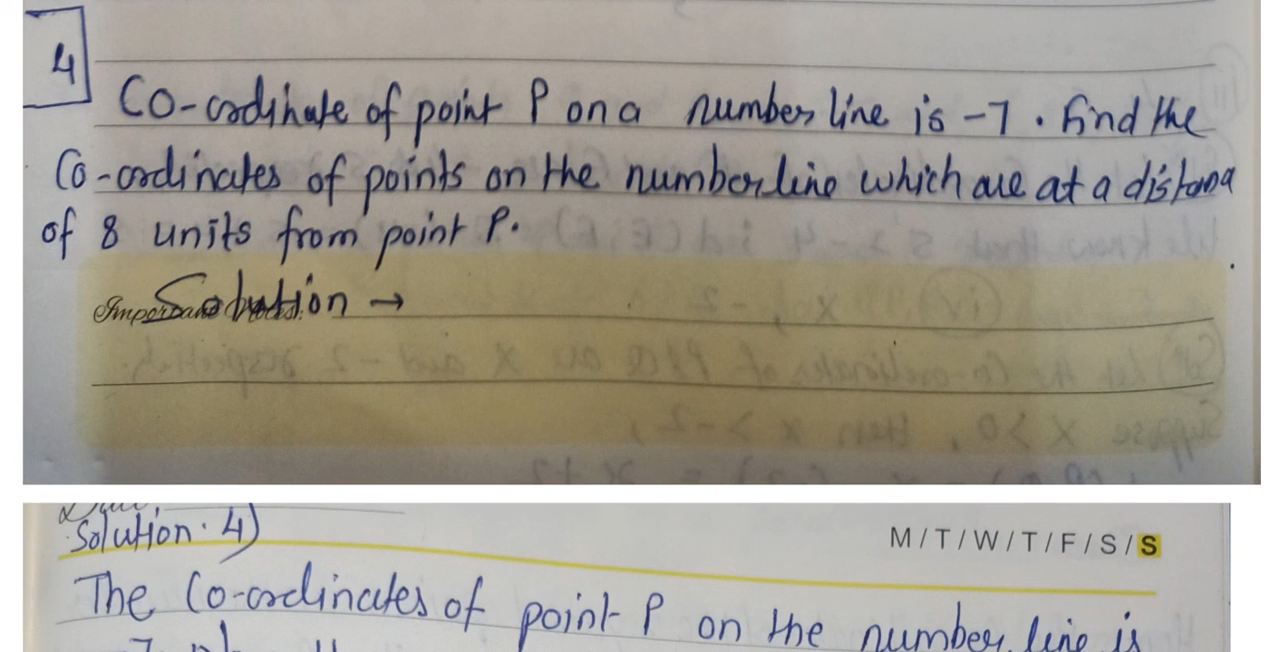 4
Co-ordinate of point P on a number line is -7. find the
Co-ordinates of points on the number line which are at a distance
of 8 units from point P.
Solution →
Solution. 4)
M/T/W/T/F/S/S
The Co-ordinates of point P on the number line is